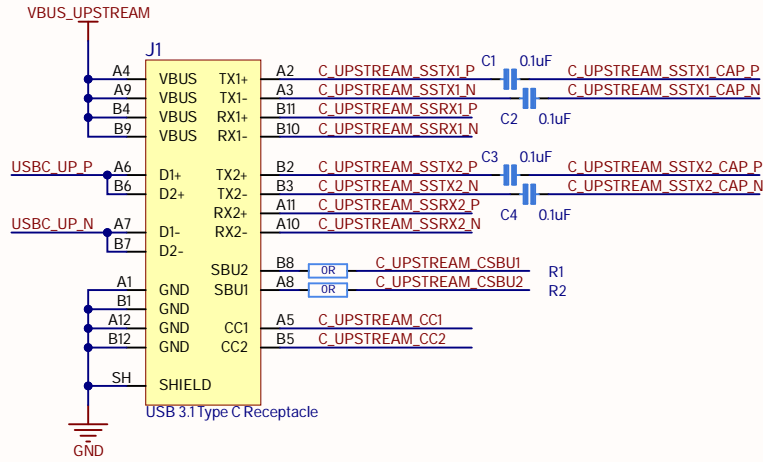 VBUS_UPSTREAM
J1
A4 VBUS TX1+ A2 C_UPSTREAM_SSTX1_P C1 0.1uF C_UPSTREAM_SSTX1_CAP_P
A9 VBUS TX1- A3 C_UPSTREAM_SSTX1_N C2 0.1uF C_UPSTREAM_SSTX1_CAP_N
B4 VBUS RX1+ B11 C_UPSTREAM_SSRX1_P
B9 VBUS RX1- B10 C_UPSTREAM_SSRX1_N
USBC_UP_P A6 D1+ TX2+ B2 C_UPSTREAM_SSTX2_P C3 0.1uF C_UPSTREAM_SSTX2_CAP_P
B6 D2+ TX2- B3 C_UPSTREAM_SSTX2_N C4 0.1uF C_UPSTREAM_SSTX2_CAP_N
RX2+ A11 C_UPSTREAM_SSRX2_P
USBC_UP_N A7 D1- RX2- A10 C_UPSTREAM_SSRX2_N
B7 D2-
SBU2 B8 0R C_UPSTREAM_CSBU1 R1
A1 GND SBU1 A8 0R C_UPSTREAM_CSBU2 R2
B1 GND
A12 GND CC1 A5 C_UPSTREAM_CC1
B12 GND CC2 B5 C_UPSTREAM_CC2
SH SHIELD
USB 3.1 Type C Receptacle
GND